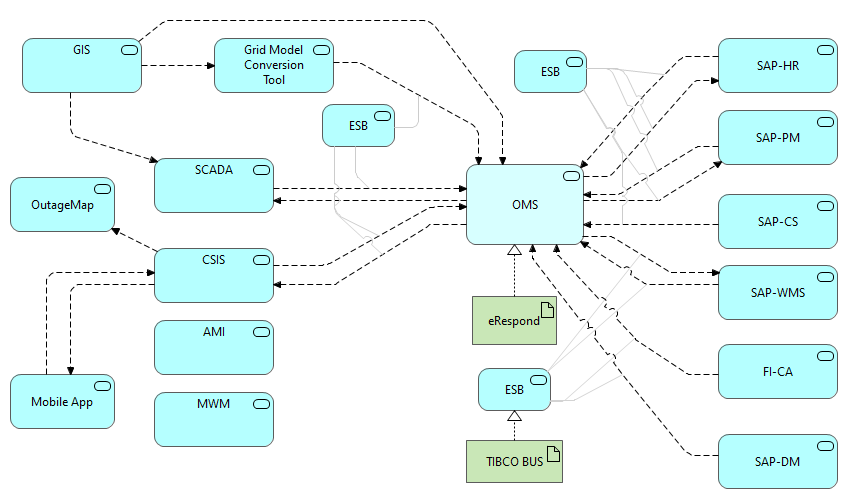 GIS
Grid Model
Conversion
Tool
ESB
SAP-HR
ESB
SAP-PM
SCADA
OutageMap
OMS
SAP-CS
CSIS
SAP-WMS
eRespond
AMI
FI-CA
Mobile App
MWM
ESB
TIBCO BUS
SAP-DM